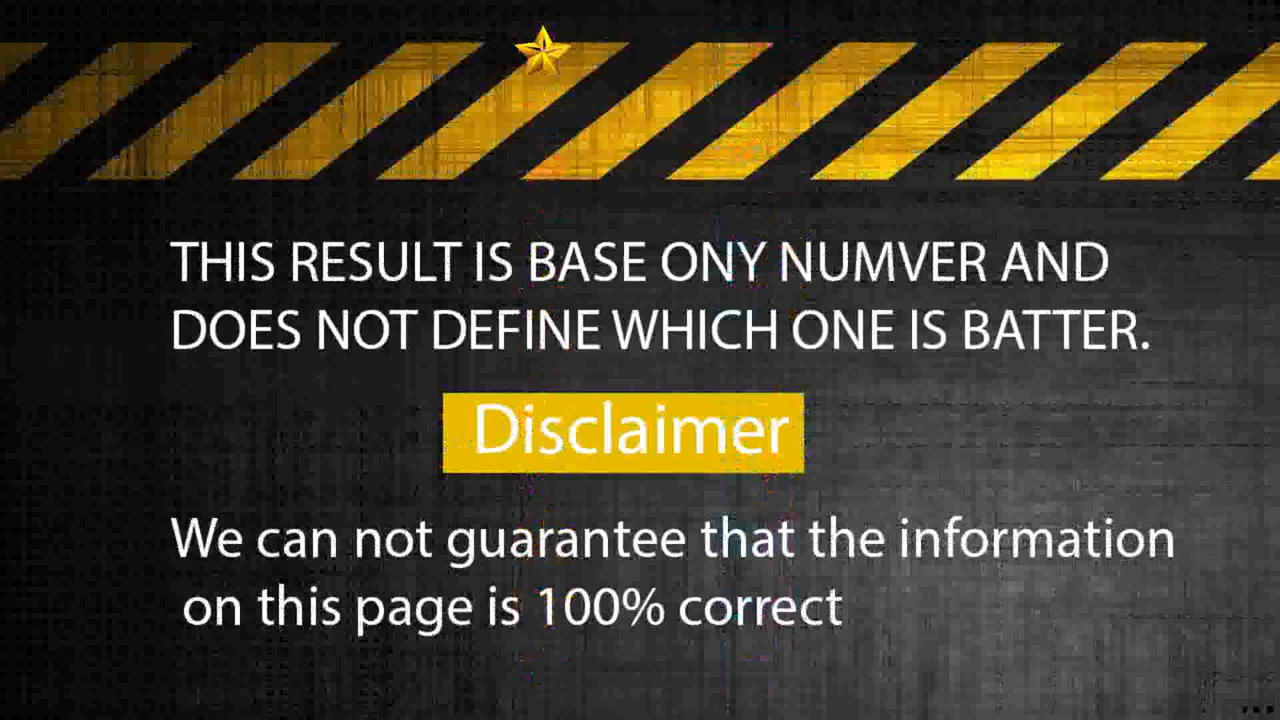 THIS RESULT IS BASE ONY NUMVER AND
DOES NOT DEFINE WHICH ONE IS BATTER.
Disclaimer
We can not guarantee that the information
on this page is 100% correct